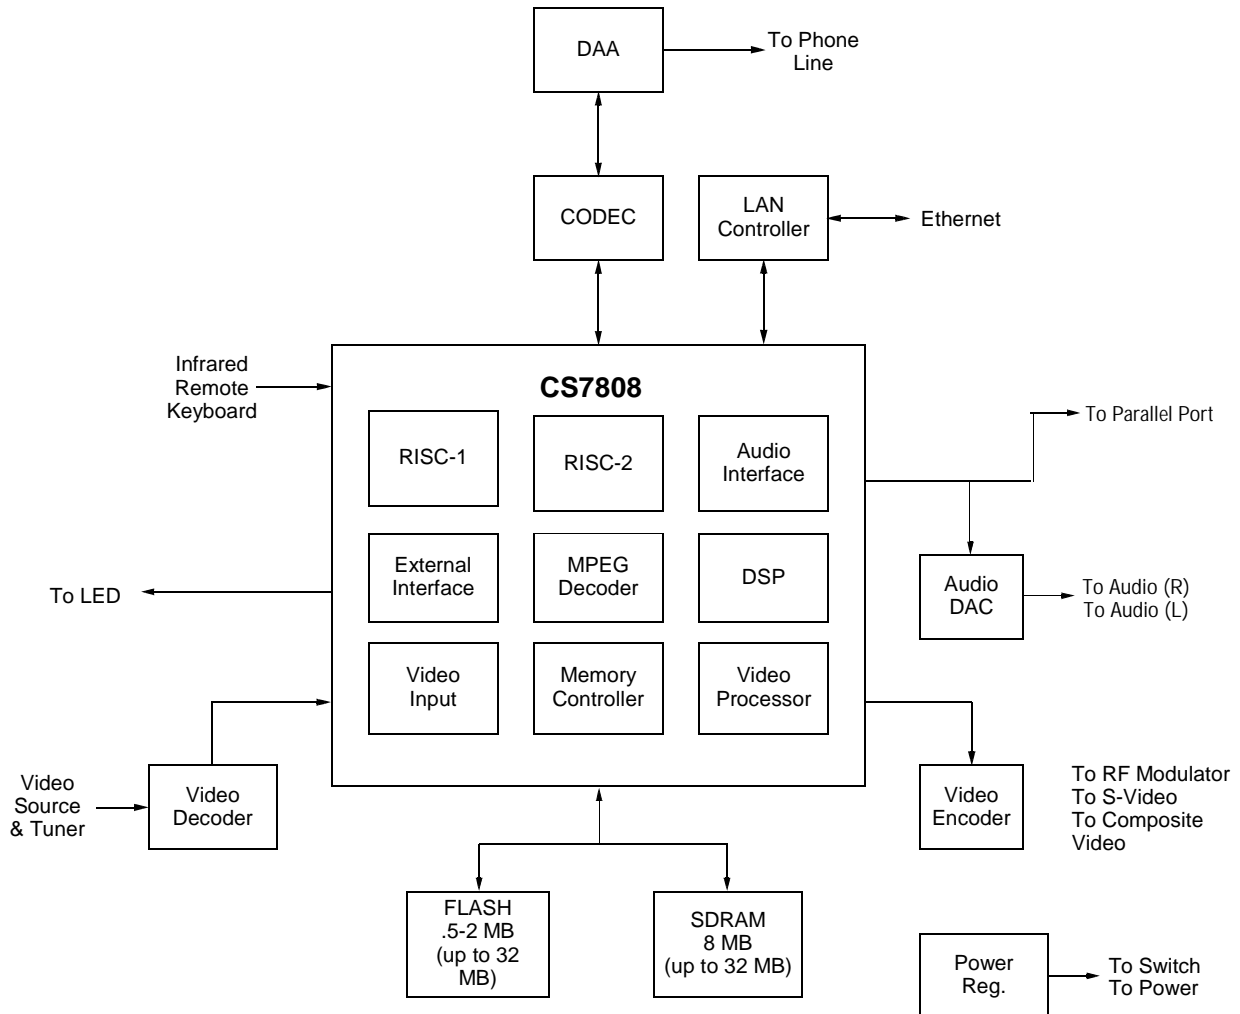 DAA
To Phone
Line
CODEC
LAN
Controller
Ethernet
Infrared
Remote
Keyboard
CS7808
RISC-1
RISC-2
Audio
Interface
To Parallel Port
External
Interface
MPEG
Decoder
DSP
To LED
Audio
DAC
To Audio (R)
To Audio (L)
Video
Input
Memory
Controller
Video
Processor
Video
Source
& Tuner
Video
Decoder
Video
Encoder
To RF Modulator
To S-Video
To Composite
Video
FLASH
.5-2 MB
(up to 32
MB)
SDRAM
8 MB
(up to 32 MB)
Power
Reg.
To Switch
To Power